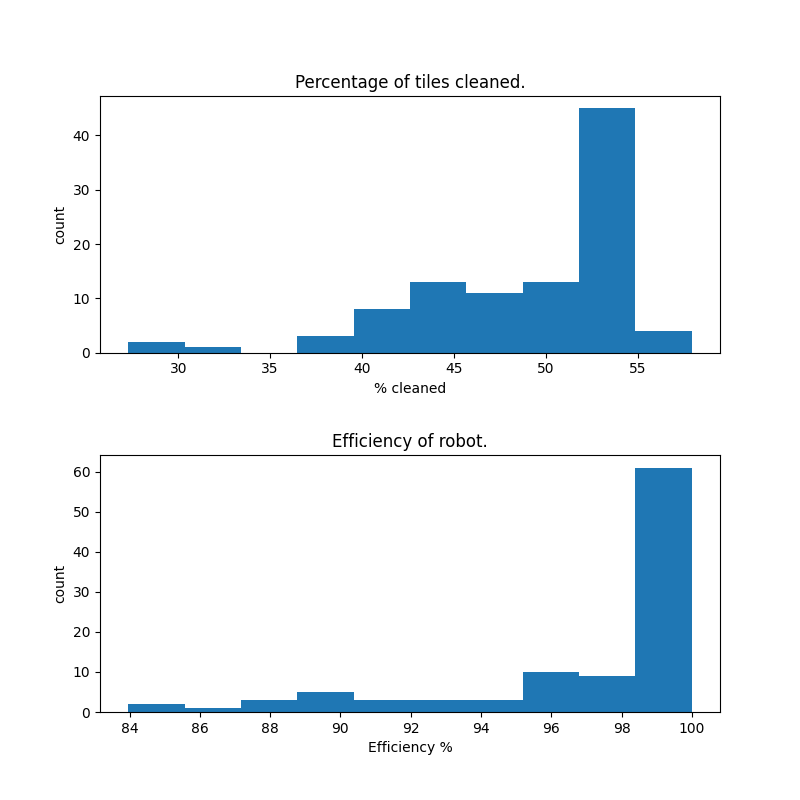 Percentage of tiles cleaned.
40
30
20
10
0
count
30 35 40 45 50 55
% cleaned
Efficiency of robot.
60
50
40
30
20
10
0
count
84 86 88 90 92 94 96 98 100
Efficiency %